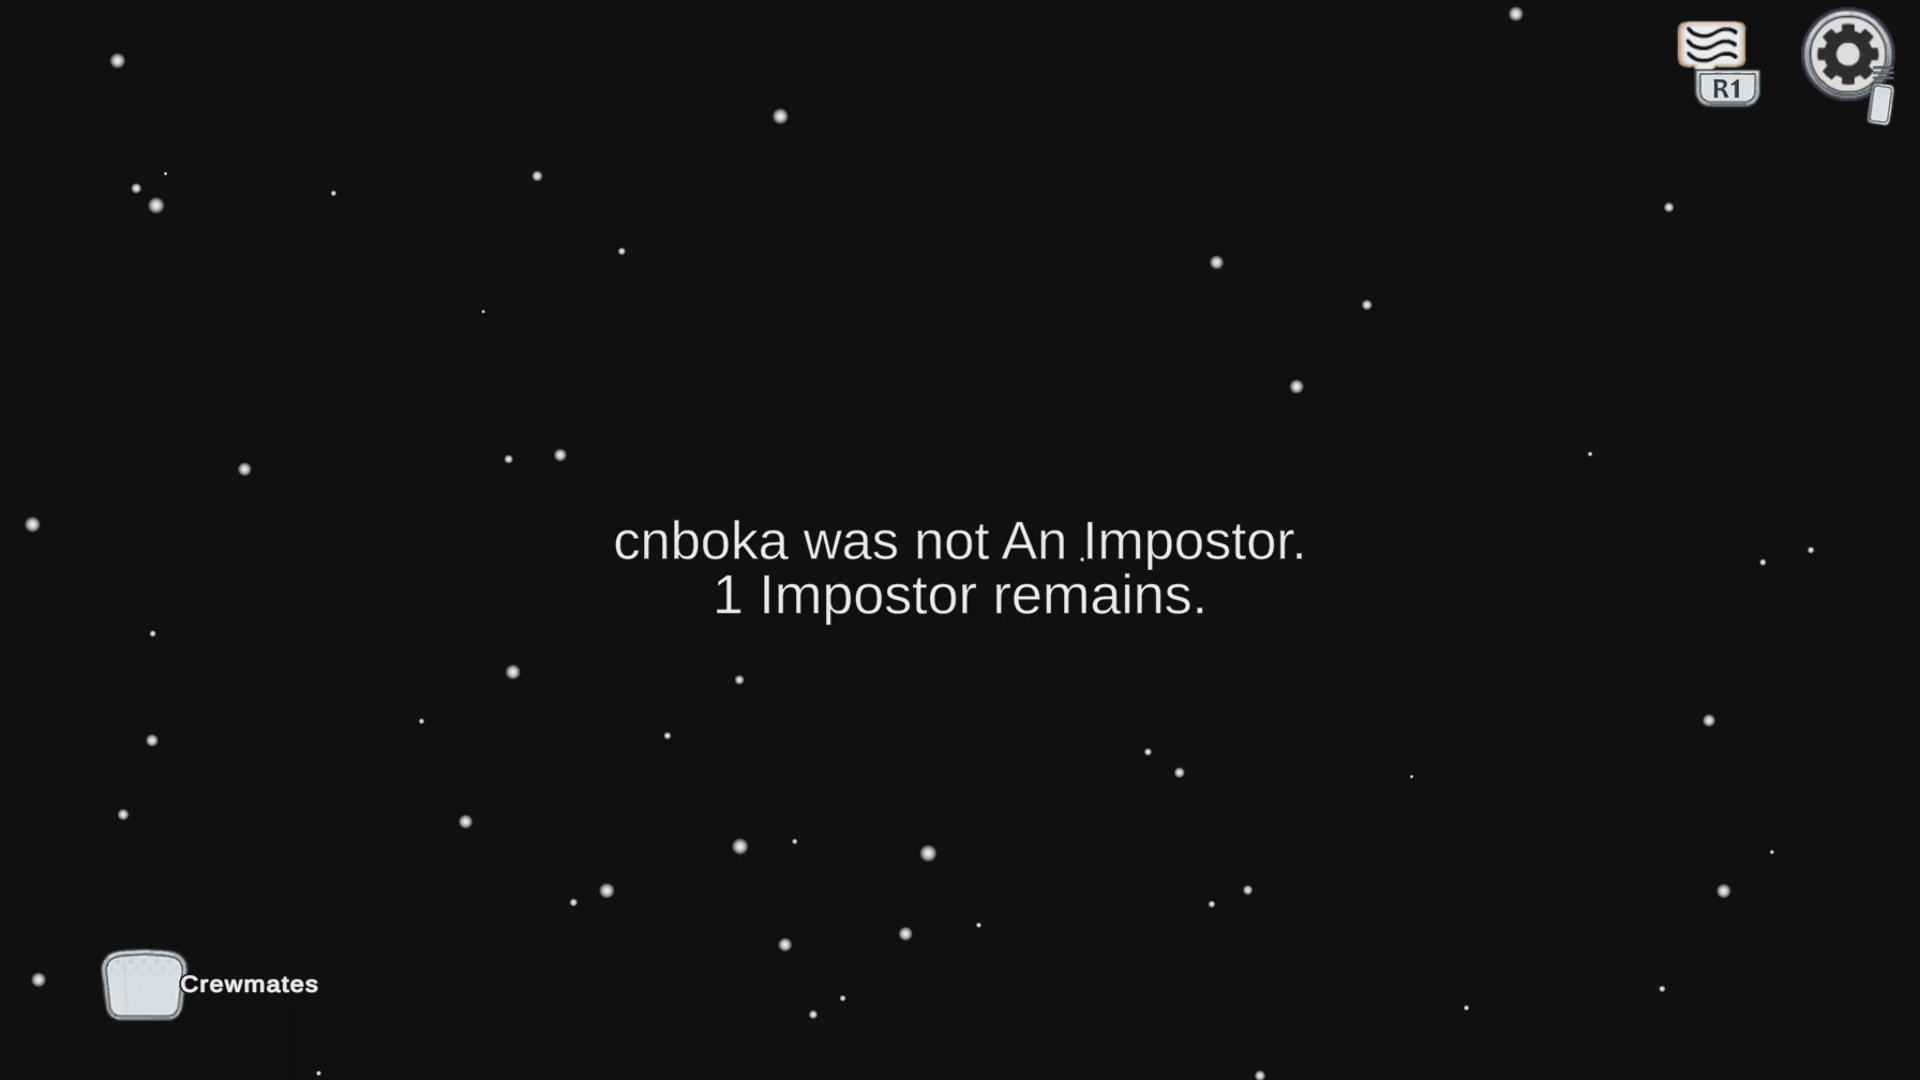 R1
cnboka was not An Impostor.
1 Impostor remains.
Crewmates